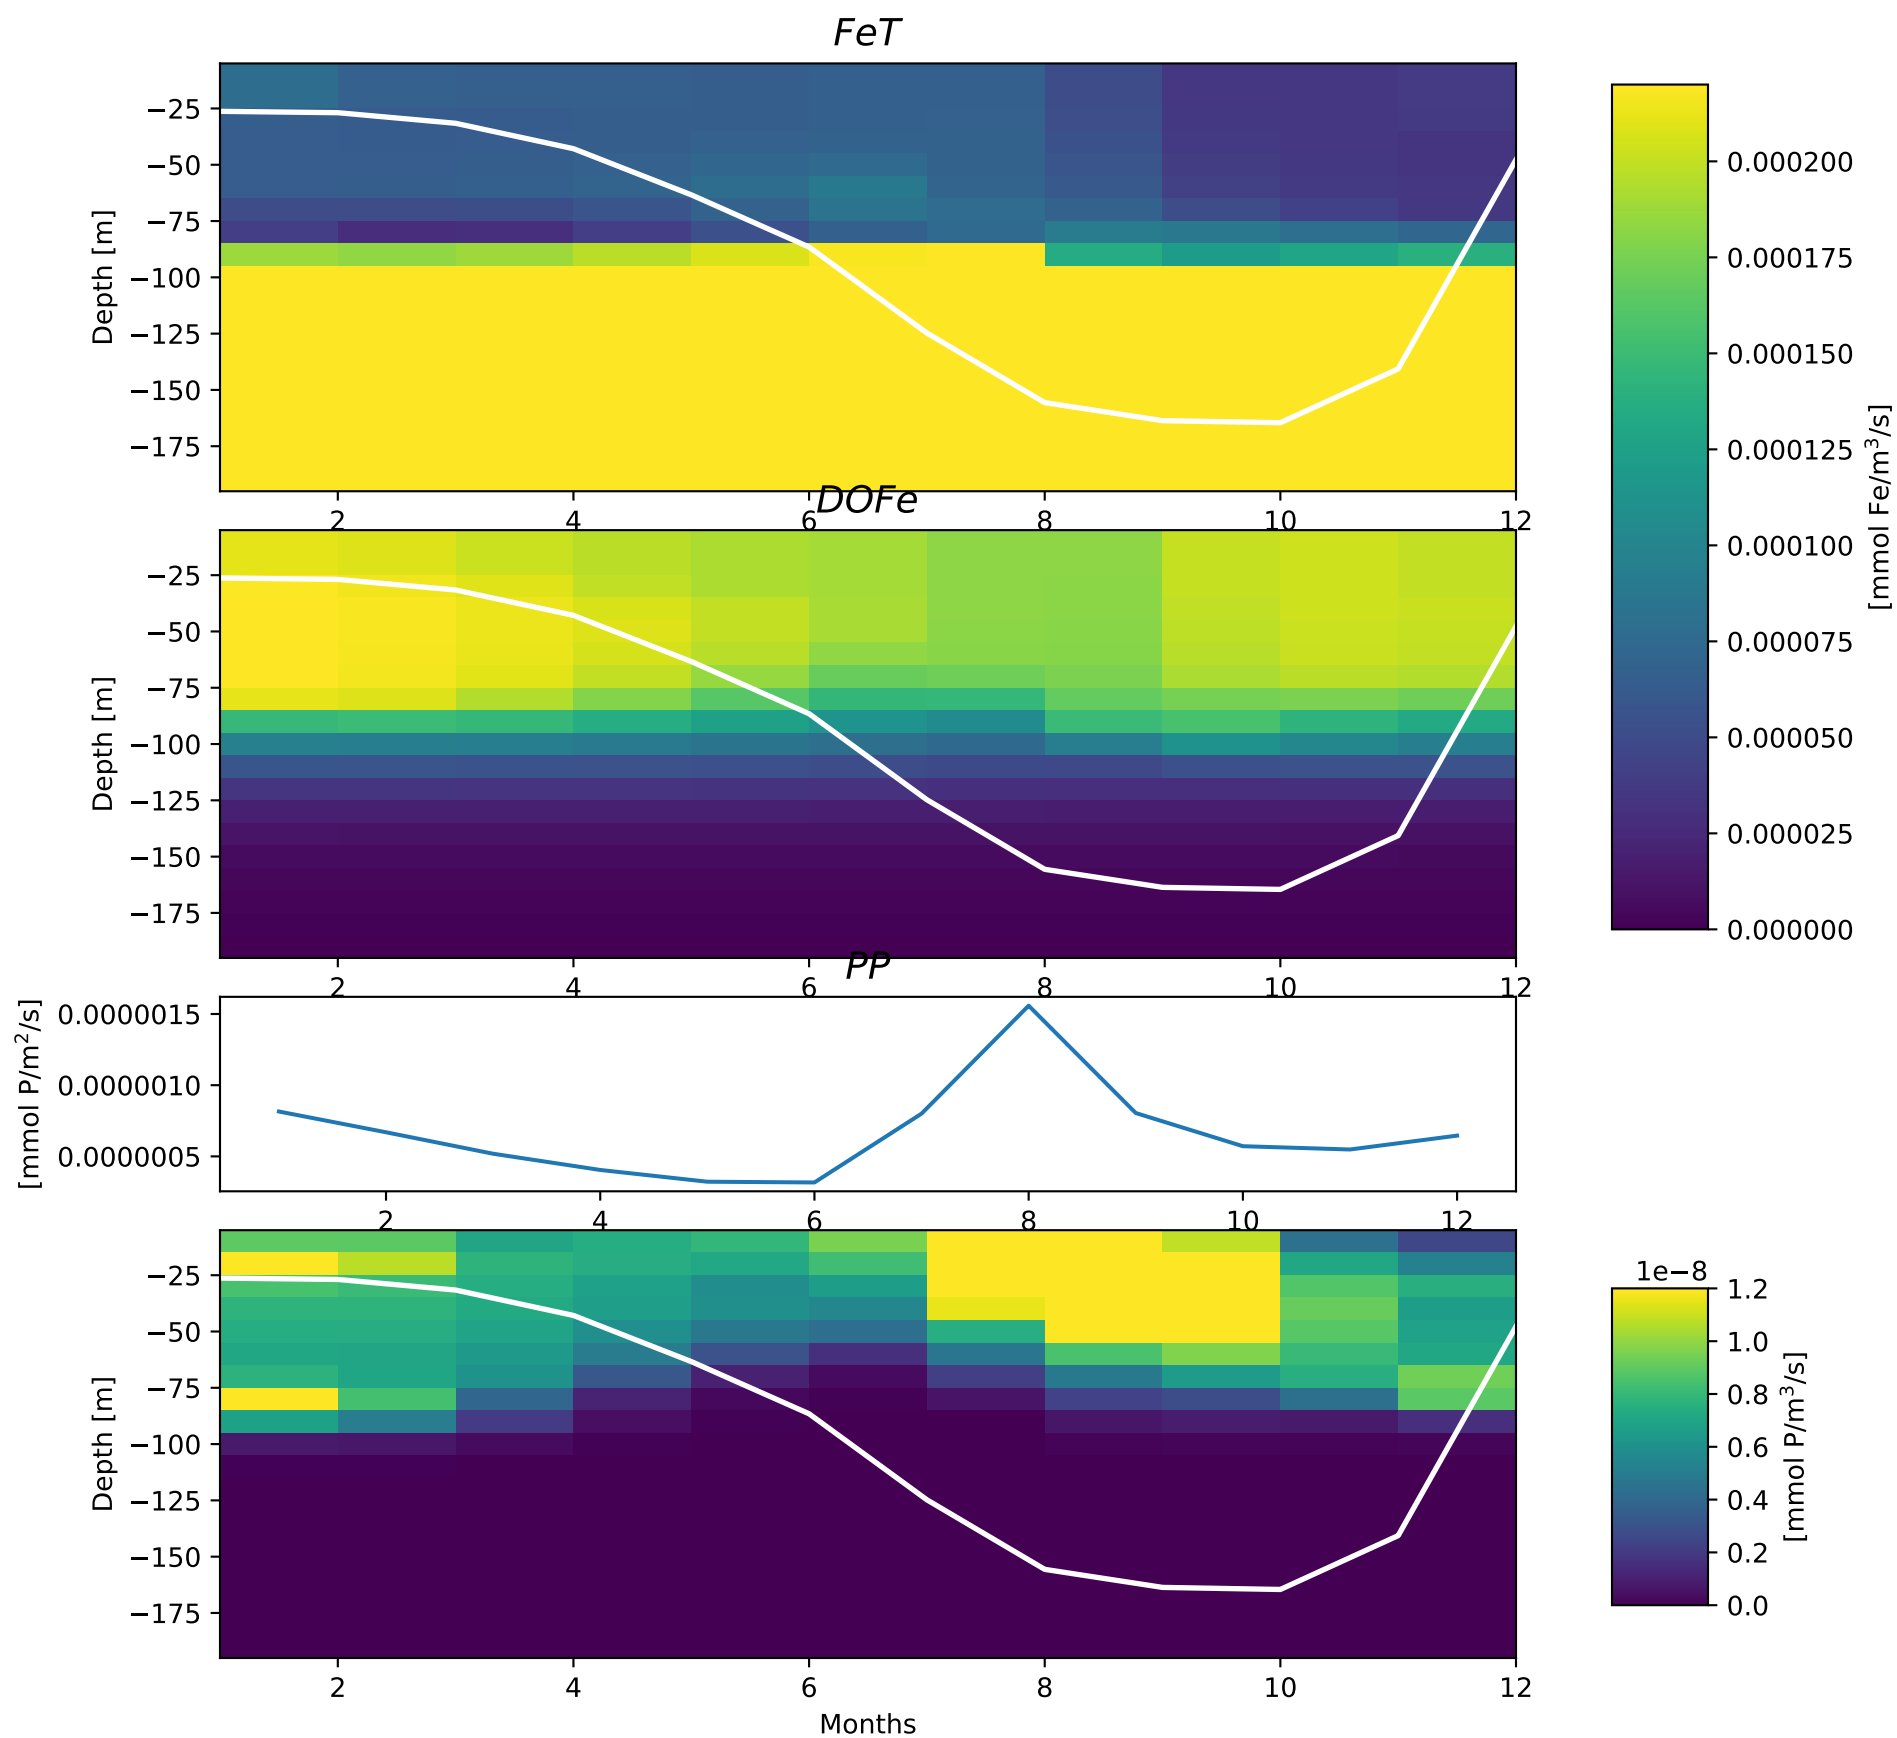 FeT
−25
−50
−75
−100
−125
−150
−175
Depth [m]
2 4 6 8 10 12
DOFe
−25
−50
−75
−100
−125
−150
−175
Depth [m]
2 4 6 8 10 12
0.000200
0.000175
0.000150
0.000125
0.000100
0.000075
0.000050
0.000025
0.000000
[mmol Fe/m³/s]
PP
0.0000015
0.0000010
0.0000005
[mmol P/m²/s]
2 4 6 8 10 12
−25
−50
−75
−100
−125
−150
−175
Depth [m]
2 4 6 8 10 12
Months
1e−8
1.2
1.0
0.8
0.6
0.4
0.2
0.0
[mmol P/m³/s]